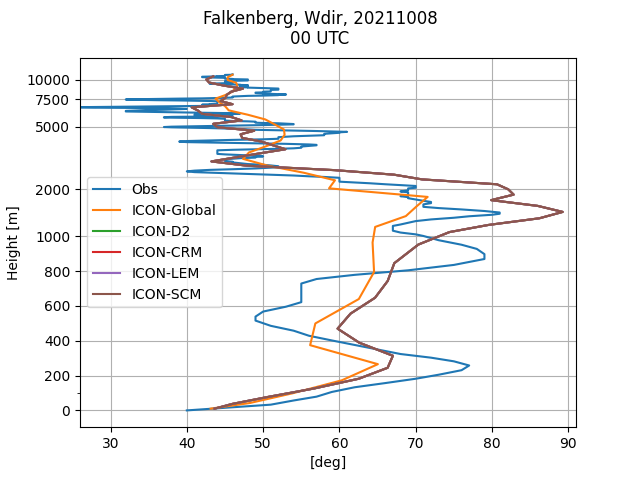 Falkenberg, Wdir, 20211008
00 UTC
Height [m]
10000
7500
5000
2000
1000
800
600
400
200
0
Obs
ICON-Global
ICON-D2
ICON-CRM
ICON-LEM
ICON-SCM
30 40 50 60 70 80 90
[deg]